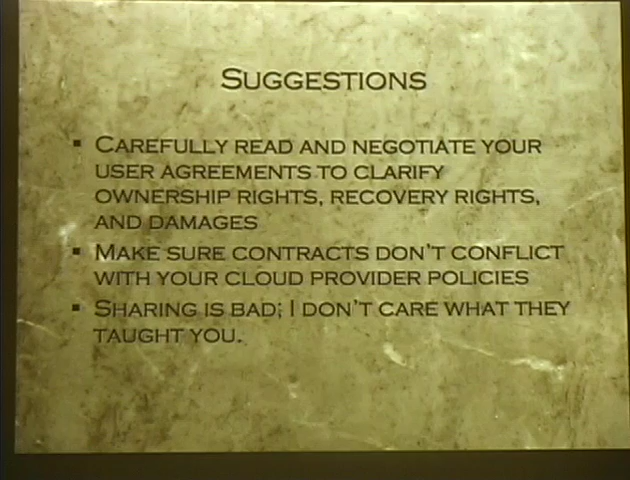 SUGGESTIONS
▪ CAREFULLY READ AND NEGOTIATE YOUR
USER AGREEMENTS TO CLARIFY
OWNERSHIP RIGHTS, RECOVERY RIGHTS,
AND DAMAGES
▪ MAKE SURE CONTRACTS DON'T CONFLICT
WITH YOUR CLOUD PROVIDER POLICIES
▪ SHARING IS BAD; I DON'T CARE WHAT THEY
TAUGHT YOU.